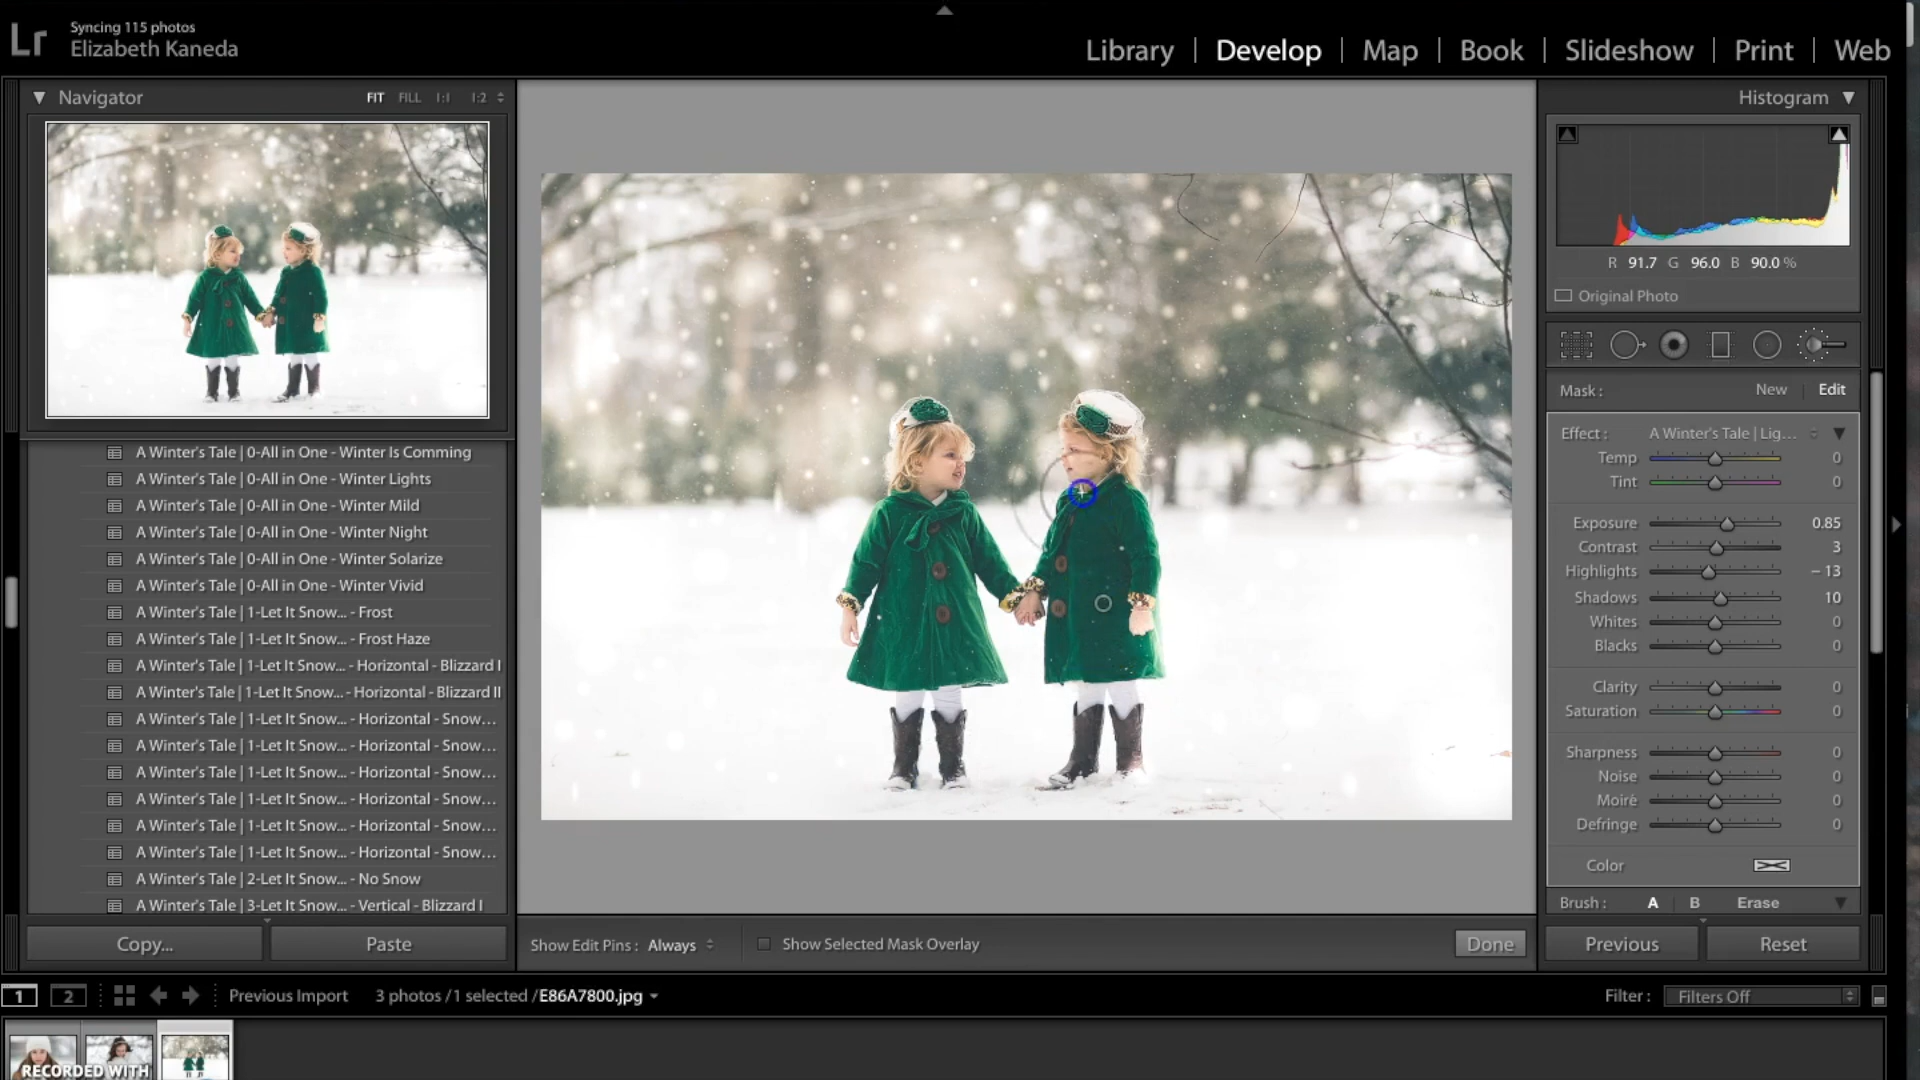 Lr
Syncing 115 photos
Elizabeth Kaneda
Library | Develop | Map | Book | Slideshow | Print | Web
Navigator FIT FILL 1:1 1:2
A Winter's Tale | 0-All in One - Winter Is Comming
A Winter's Tale | 0-All in One - Winter Lights
A Winter's Tale | 0-All in One - Winter Mild
A Winter's Tale | 0-All in One - Winter Night
A Winter's Tale | 0-All in One - Winter Solarize
A Winter's Tale | 0-All in One - Winter Vivid
A Winter's Tale | 1-Let It Snow... - Frost
A Winter's Tale | 1-Let It Snow... - Frost Haze
A Winter's Tale | 1-Let It Snow... - Horizontal - Blizzard I
A Winter's Tale | 1-Let It Snow... - Horizontal - Blizzard II
A Winter's Tale | 1-Let It Snow... - Horizontal - Snow...
A Winter's Tale | 1-Let It Snow... - Horizontal - Snow...
A Winter's Tale | 1-Let It Snow... - Horizontal - Snow...
A Winter's Tale | 1-Let It Snow... - Horizontal - Snow...
A Winter's Tale | 1-Let It Snow... - Horizontal - Snow...
A Winter's Tale | 1-Let It Snow... - Horizontal - Snow...
A Winter's Tale | 2-Let It Snow... - No Snow
A Winter's Tale | 3-Let It Snow... - Vertical - Blizzard I
Copy... Paste
Show Edit Pins : Always Show Selected Mask Overlay Done
Histogram
R 91.7 G 96.0 B 90.0 %
Original Photo
Mask : New | Edit
Effect : A Winter's Tale | Lig...
Temp 0
Tint 0
Exposure 0.85
Contrast 3
Highlights – 13
Shadows 10
Whites 0
Blacks 0
Clarity 0
Saturation 0
Sharpness 0
Noise 0
Moiré 0
Defringe 0
Color
Brush : A | B Erase
Previous Reset
1 2 Previous Import 3 photos /1 selected /E86A7800.jpg Filter : Filters Off
RECORDED WITH